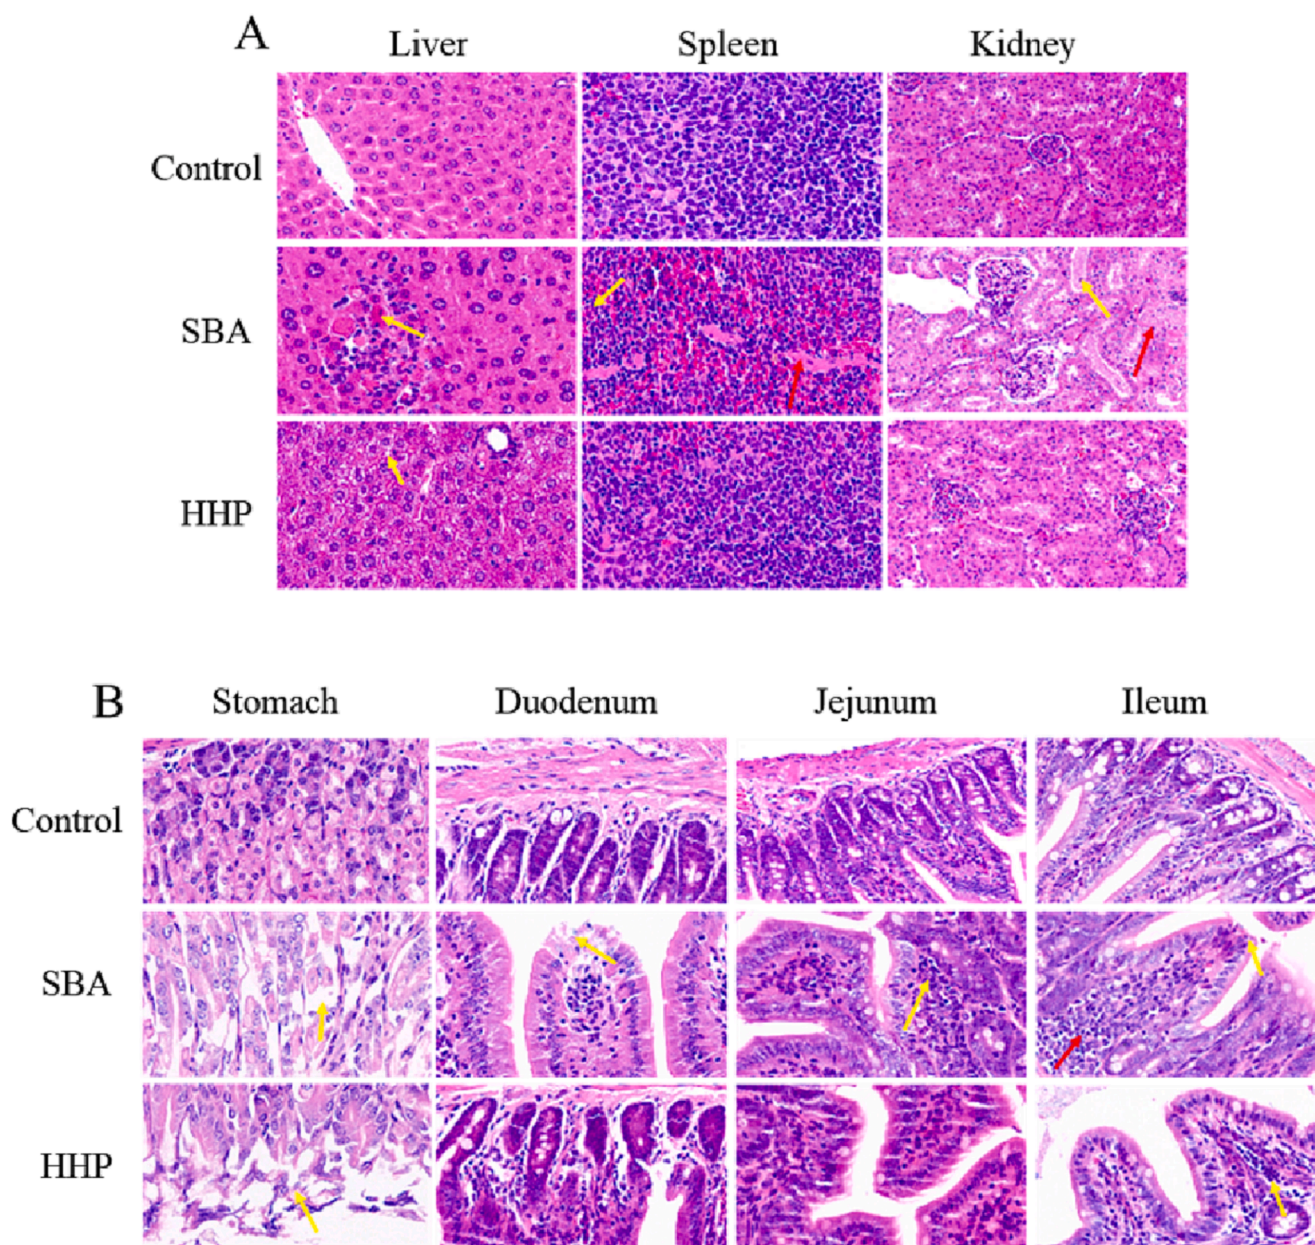 A
Liver Spleen Kidney
Control
SBA
HHP
B
Stomach Duodenum Jejunum Ileum
Control
SBA
HHP